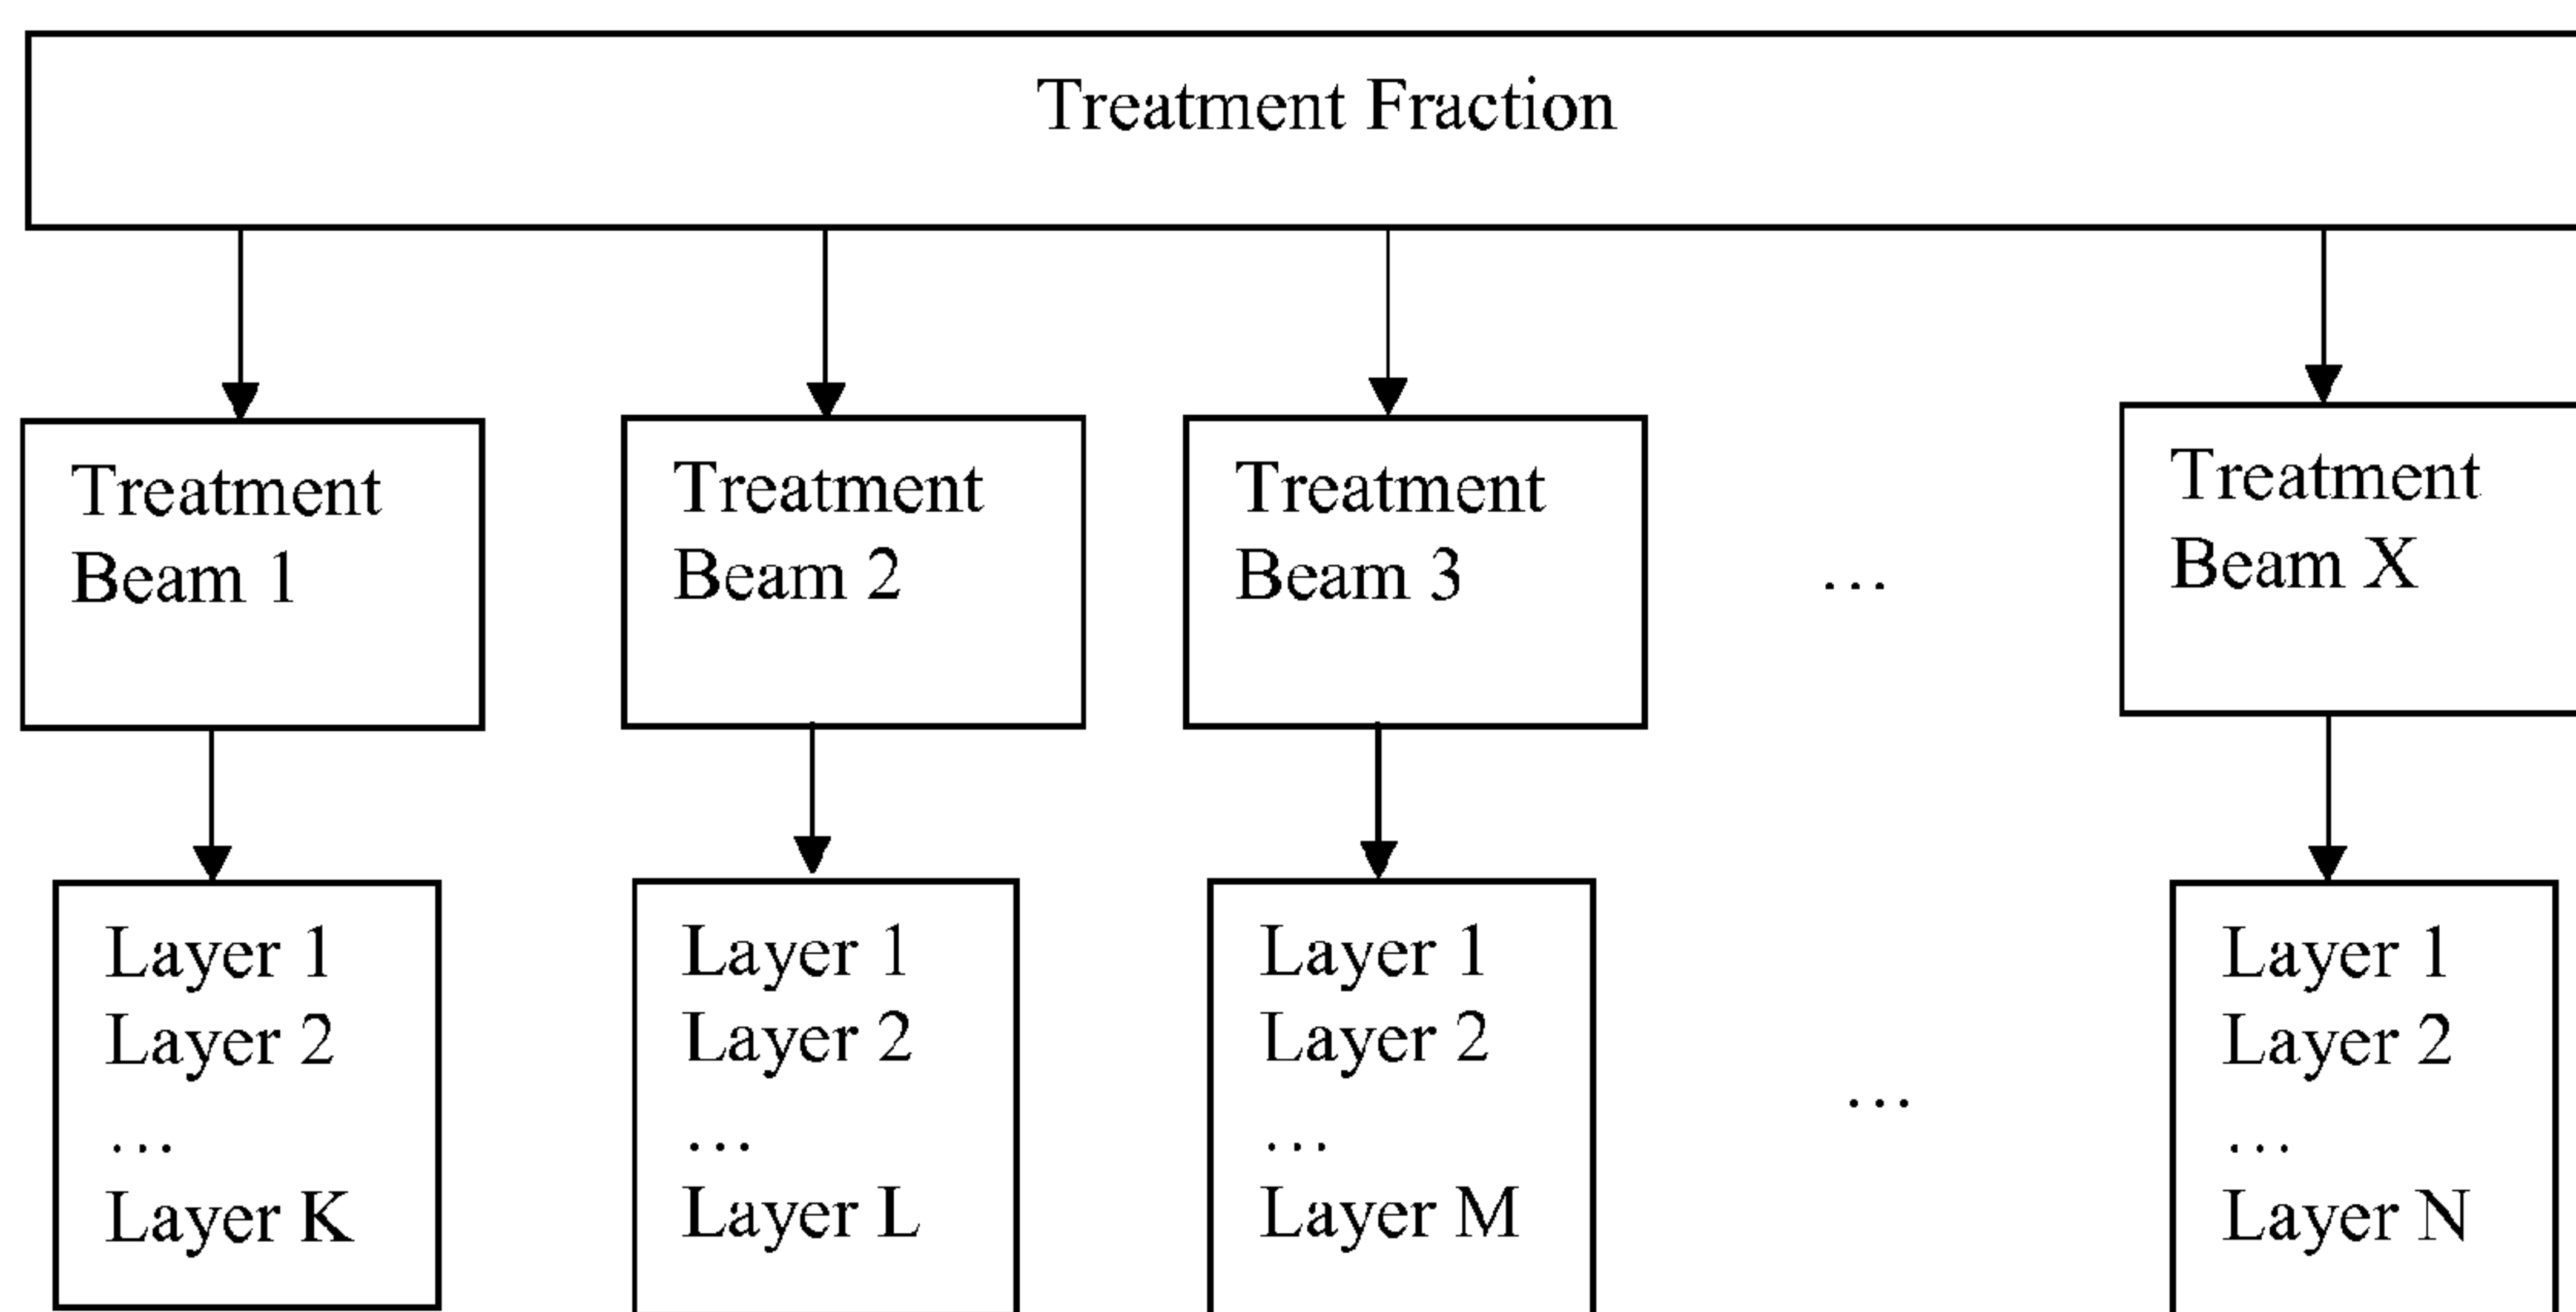 Treatment Fraction
Treatment
Beam 1
Treatment
Beam 2
Treatment
Beam 3
...
Treatment
Beam X
Layer 1
Layer 2
...
Layer K
Layer 1
Layer 2
...
Layer L
Layer 1
Layer 2
...
Layer M
...
Layer 1
Layer 2
...
Layer N